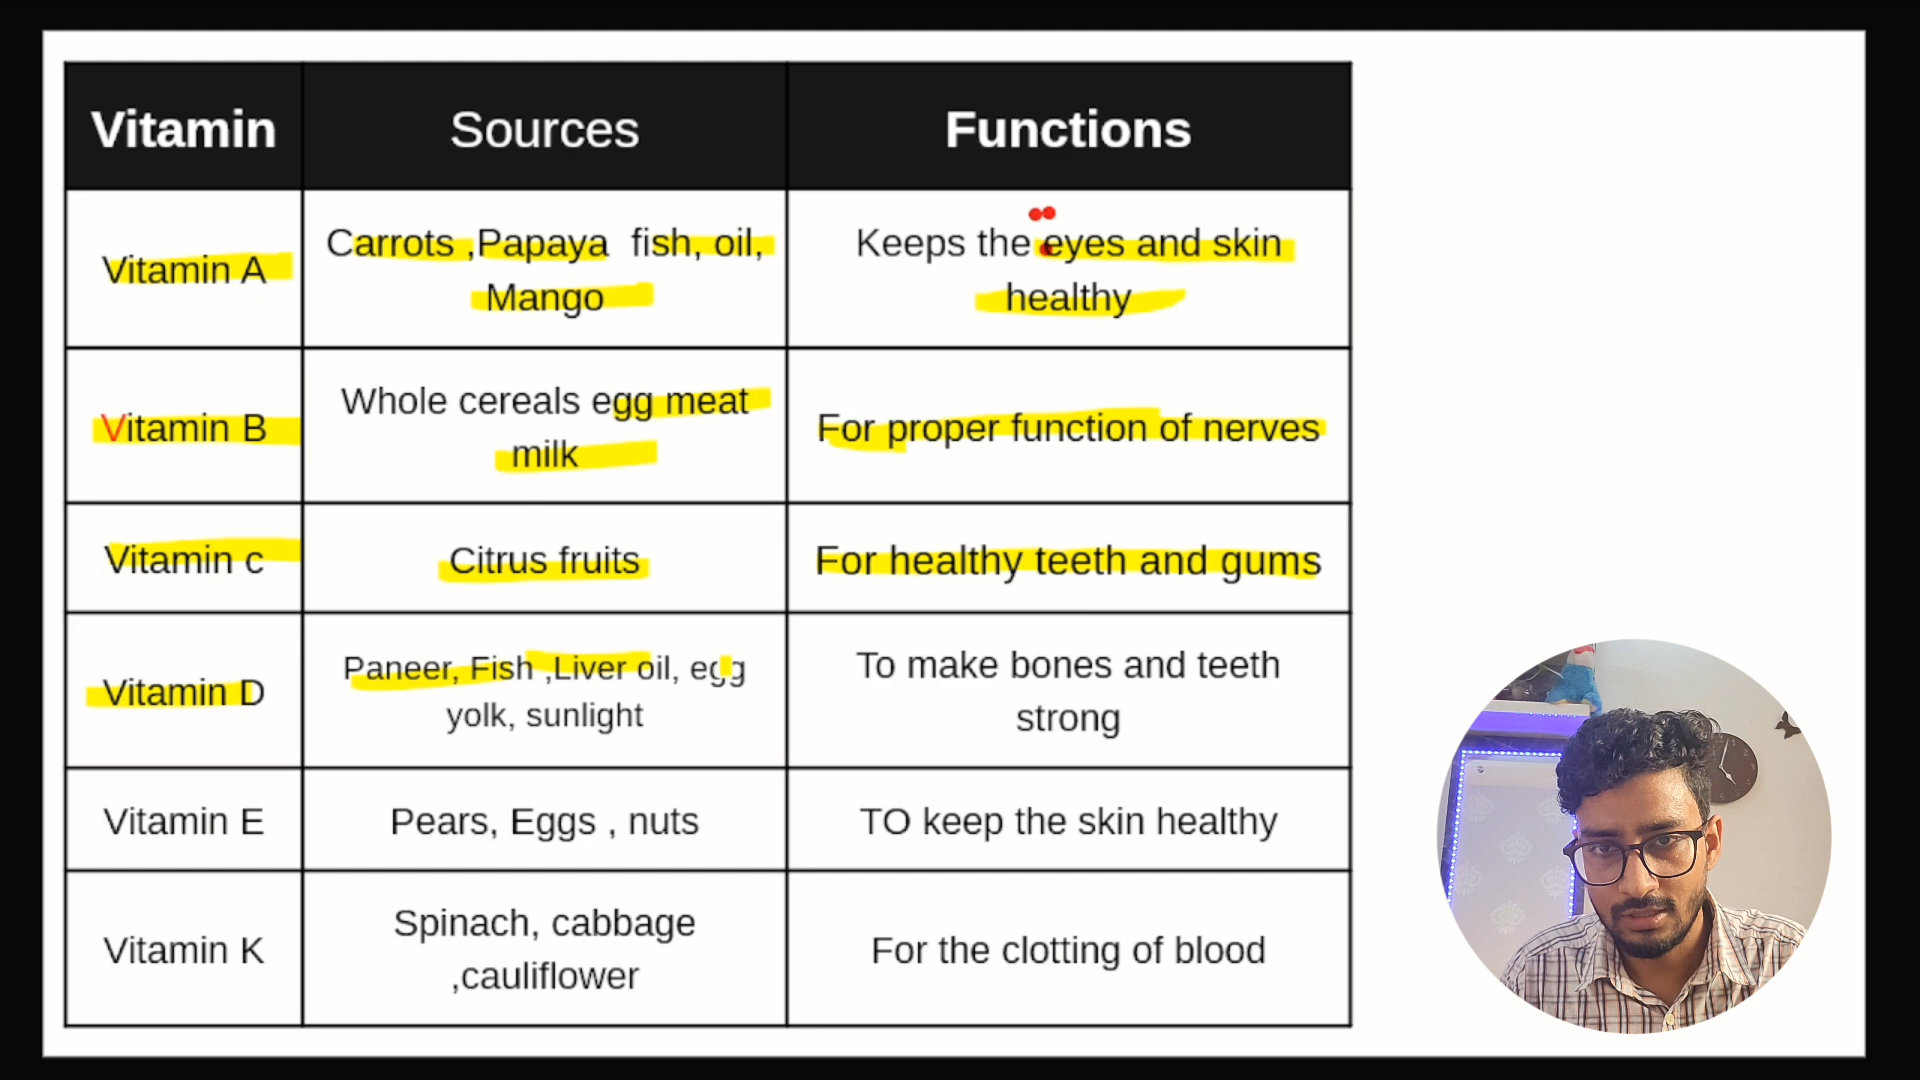 Vitamin Sources Functions
Vitamin A
Carrots ,Papaya fish, oil,
Mango
Keeps the eyes and skin
healthy
Vitamin B
Whole cereals egg meat
milk
For proper function of nerves
Vitamin c
Citrus fruits
For healthy teeth and gums
Vitamin D
Paneer, Fish ,Liver oil, egg
yolk, sunlight
To make bones and teeth
strong
Vitamin E
Pears, Eggs , nuts
TO keep the skin healthy
Vitamin K
Spinach, cabbage
,cauliflower
For the clotting of blood